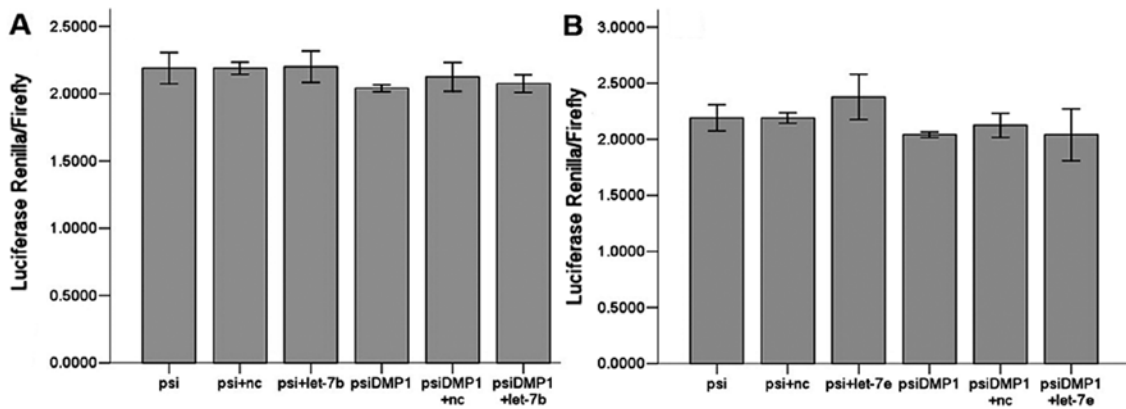 A
Luciferase Renilla/Firefly
2.5000
2.0000
1.5000
1.0000
0.5000
0.0000
psi
psi+nc
psi+let-7b
psiDMP1
psiDMP1
+nc
psiDMP1
+let-7b
B
Luciferase Renilla/Firefly
3.0000
2.5000
2.0000
1.5000
1.0000
0.5000
0.0000
psi
psi+nc
psi+let-7e
psiDMP1
psiDMP1
+nc
psiDMP1
+let-7e